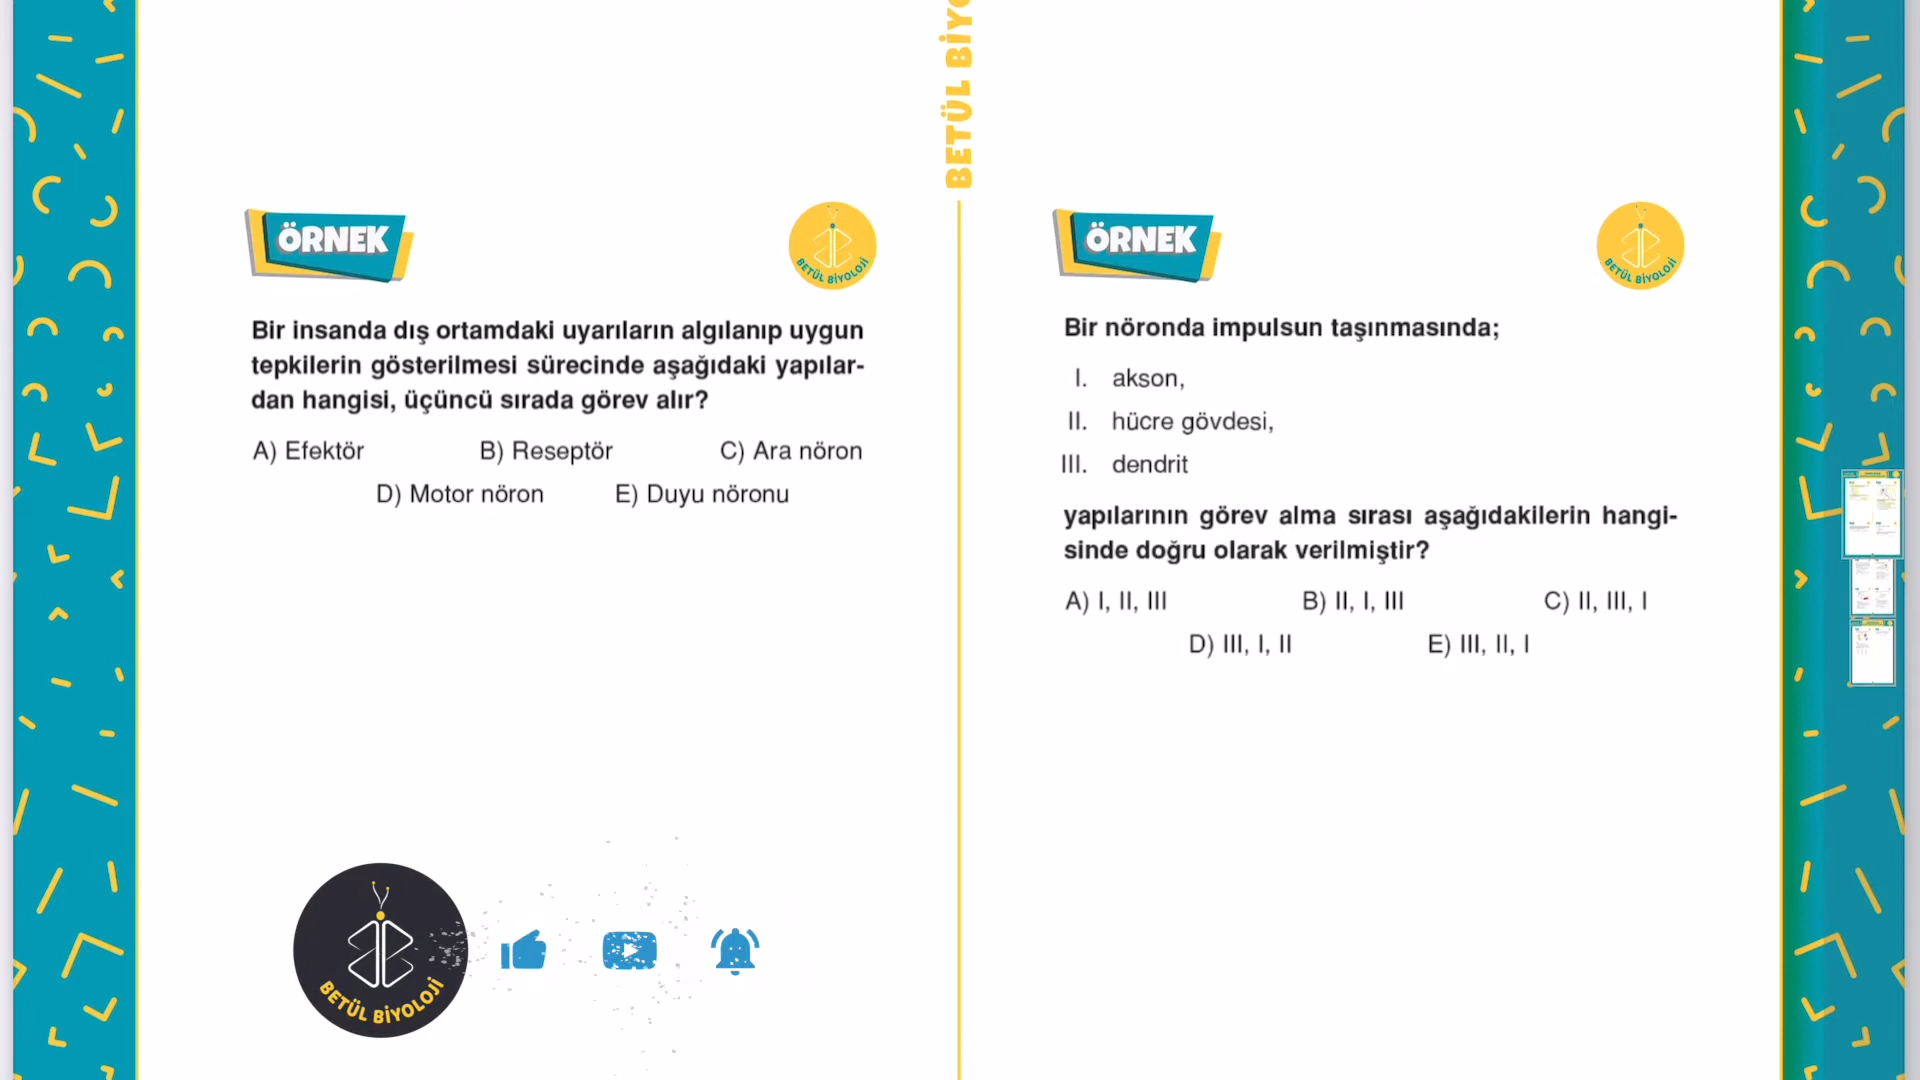 BETÜL BİYO
ÖRNEK
BETÜL BİYOLOJİ
Bir insanda dış ortamdaki uyarıların algılanıp uygun
tepkilerin gösterilmesi sürecinde aşağıdaki yapılar-
dan hangisi, üçüncü sırada görev alır?
A) Efektör B) Reseptör C) Ara nöron
D) Motor nöron E) Duyu nöronu
BETÜL BİYOLOJİ
ÖRNEK
BETÜL BİYOLOJİ
Bir nöronda impulsun taşınmasında;
I. akson,
II. hücre gövdesi,
III. dendrit
yapılarının görev alma sırası aşağıdakilerin hangi-
sinde doğru olarak verilmiştir?
A) I, II, III B) II, I, III C) II, III, I
D) III, I, II E) III, II, I